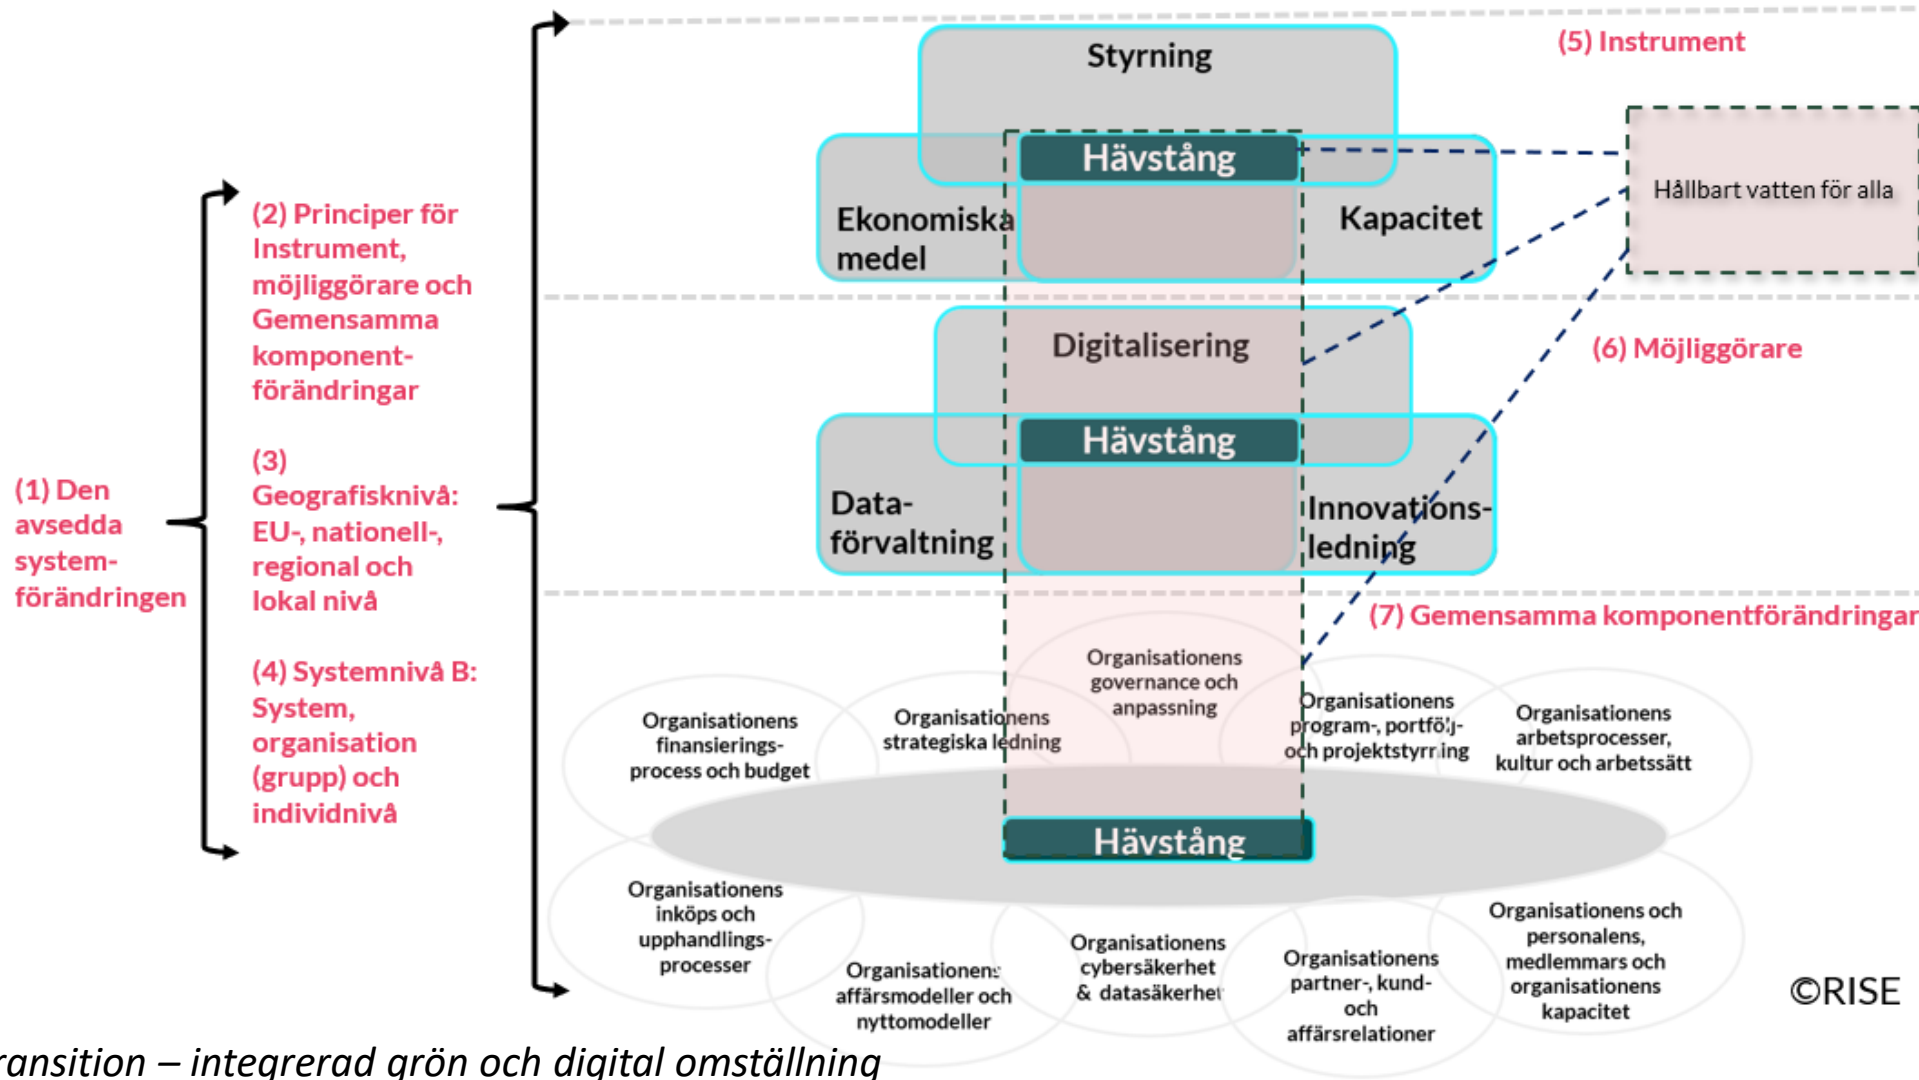 (1) Den
avsedda
system-
förändringen
(2) Principer för
Instrument,
möjliggörare och
Gemensamma
komponent-
förändringar
(3)
Geografisknivå:
EU-, nationell-,
regional och
lokal nivå
(4) Systemnivå B:
System,
organisation
(grupp) och
individnivå
(5) Instrument
Styrning
Hävstång
Ekonomiska
medel
Kapacitet
Hållbart vatten för alla
(6) Möjliggörare
Digitalisering
Hävstång
Data-
förvaltning
Innovations-
ledning
(7) Gemensamma komponentförändringar
Organisationens
finansierings-
process och budget
Organisationens
strategiska ledning
Organisationens
governance och
anpassning
Organisationens
program-, portfölj-
och projektstyrning
Organisationens
arbetsprocesser,
kultur och arbetssätt
Hävstång
Organisationens
inköps och
upphandlings-
processer
Organisationens
affärsmodeller och
nyttomodeller
Organisationens
cybersäkerhet
& datasäkerhet
Organisationens
partner-, kund-
och
affärsrelationer
Organisationens och
personalens,
medlemmars och
organisationens
kapacitet
©RISE
ransition – integrerad grön och digital omställning